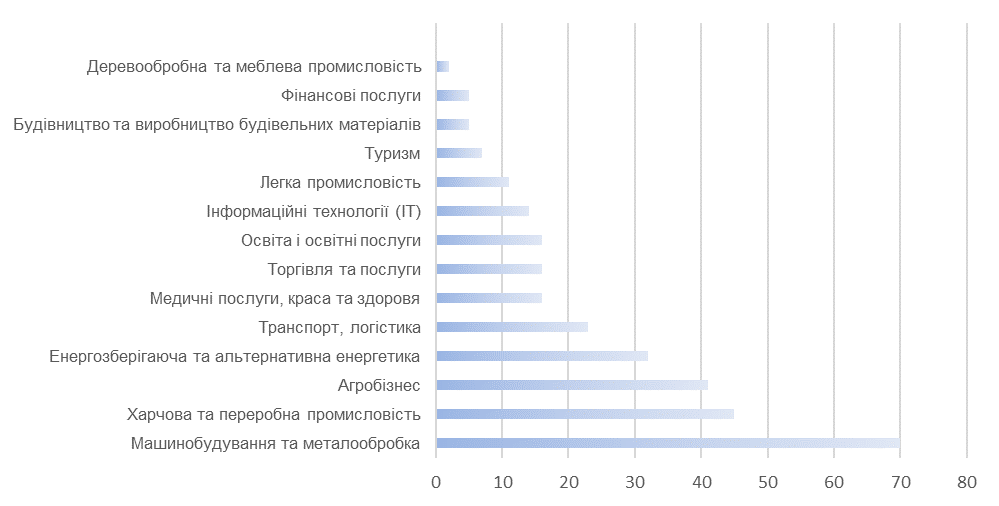 Деревообробна та меблева промисловість
Фінансові послуги
Будівництво та виробництво будівельних матеріалів
Туризм
Легка промисловість
Інформаційні технології (ІТ)
Освіта і освітні послуги
Торгівля та послуги
Медичні послуги, краса та здоровя
Транспорт, логістика
Енергозберігаюча та альтернативна енергетика
Агробізнес
Харчова та переробна промисловість
Машинобудування та металообробка
0 10 20 30 40 50 60 70 80